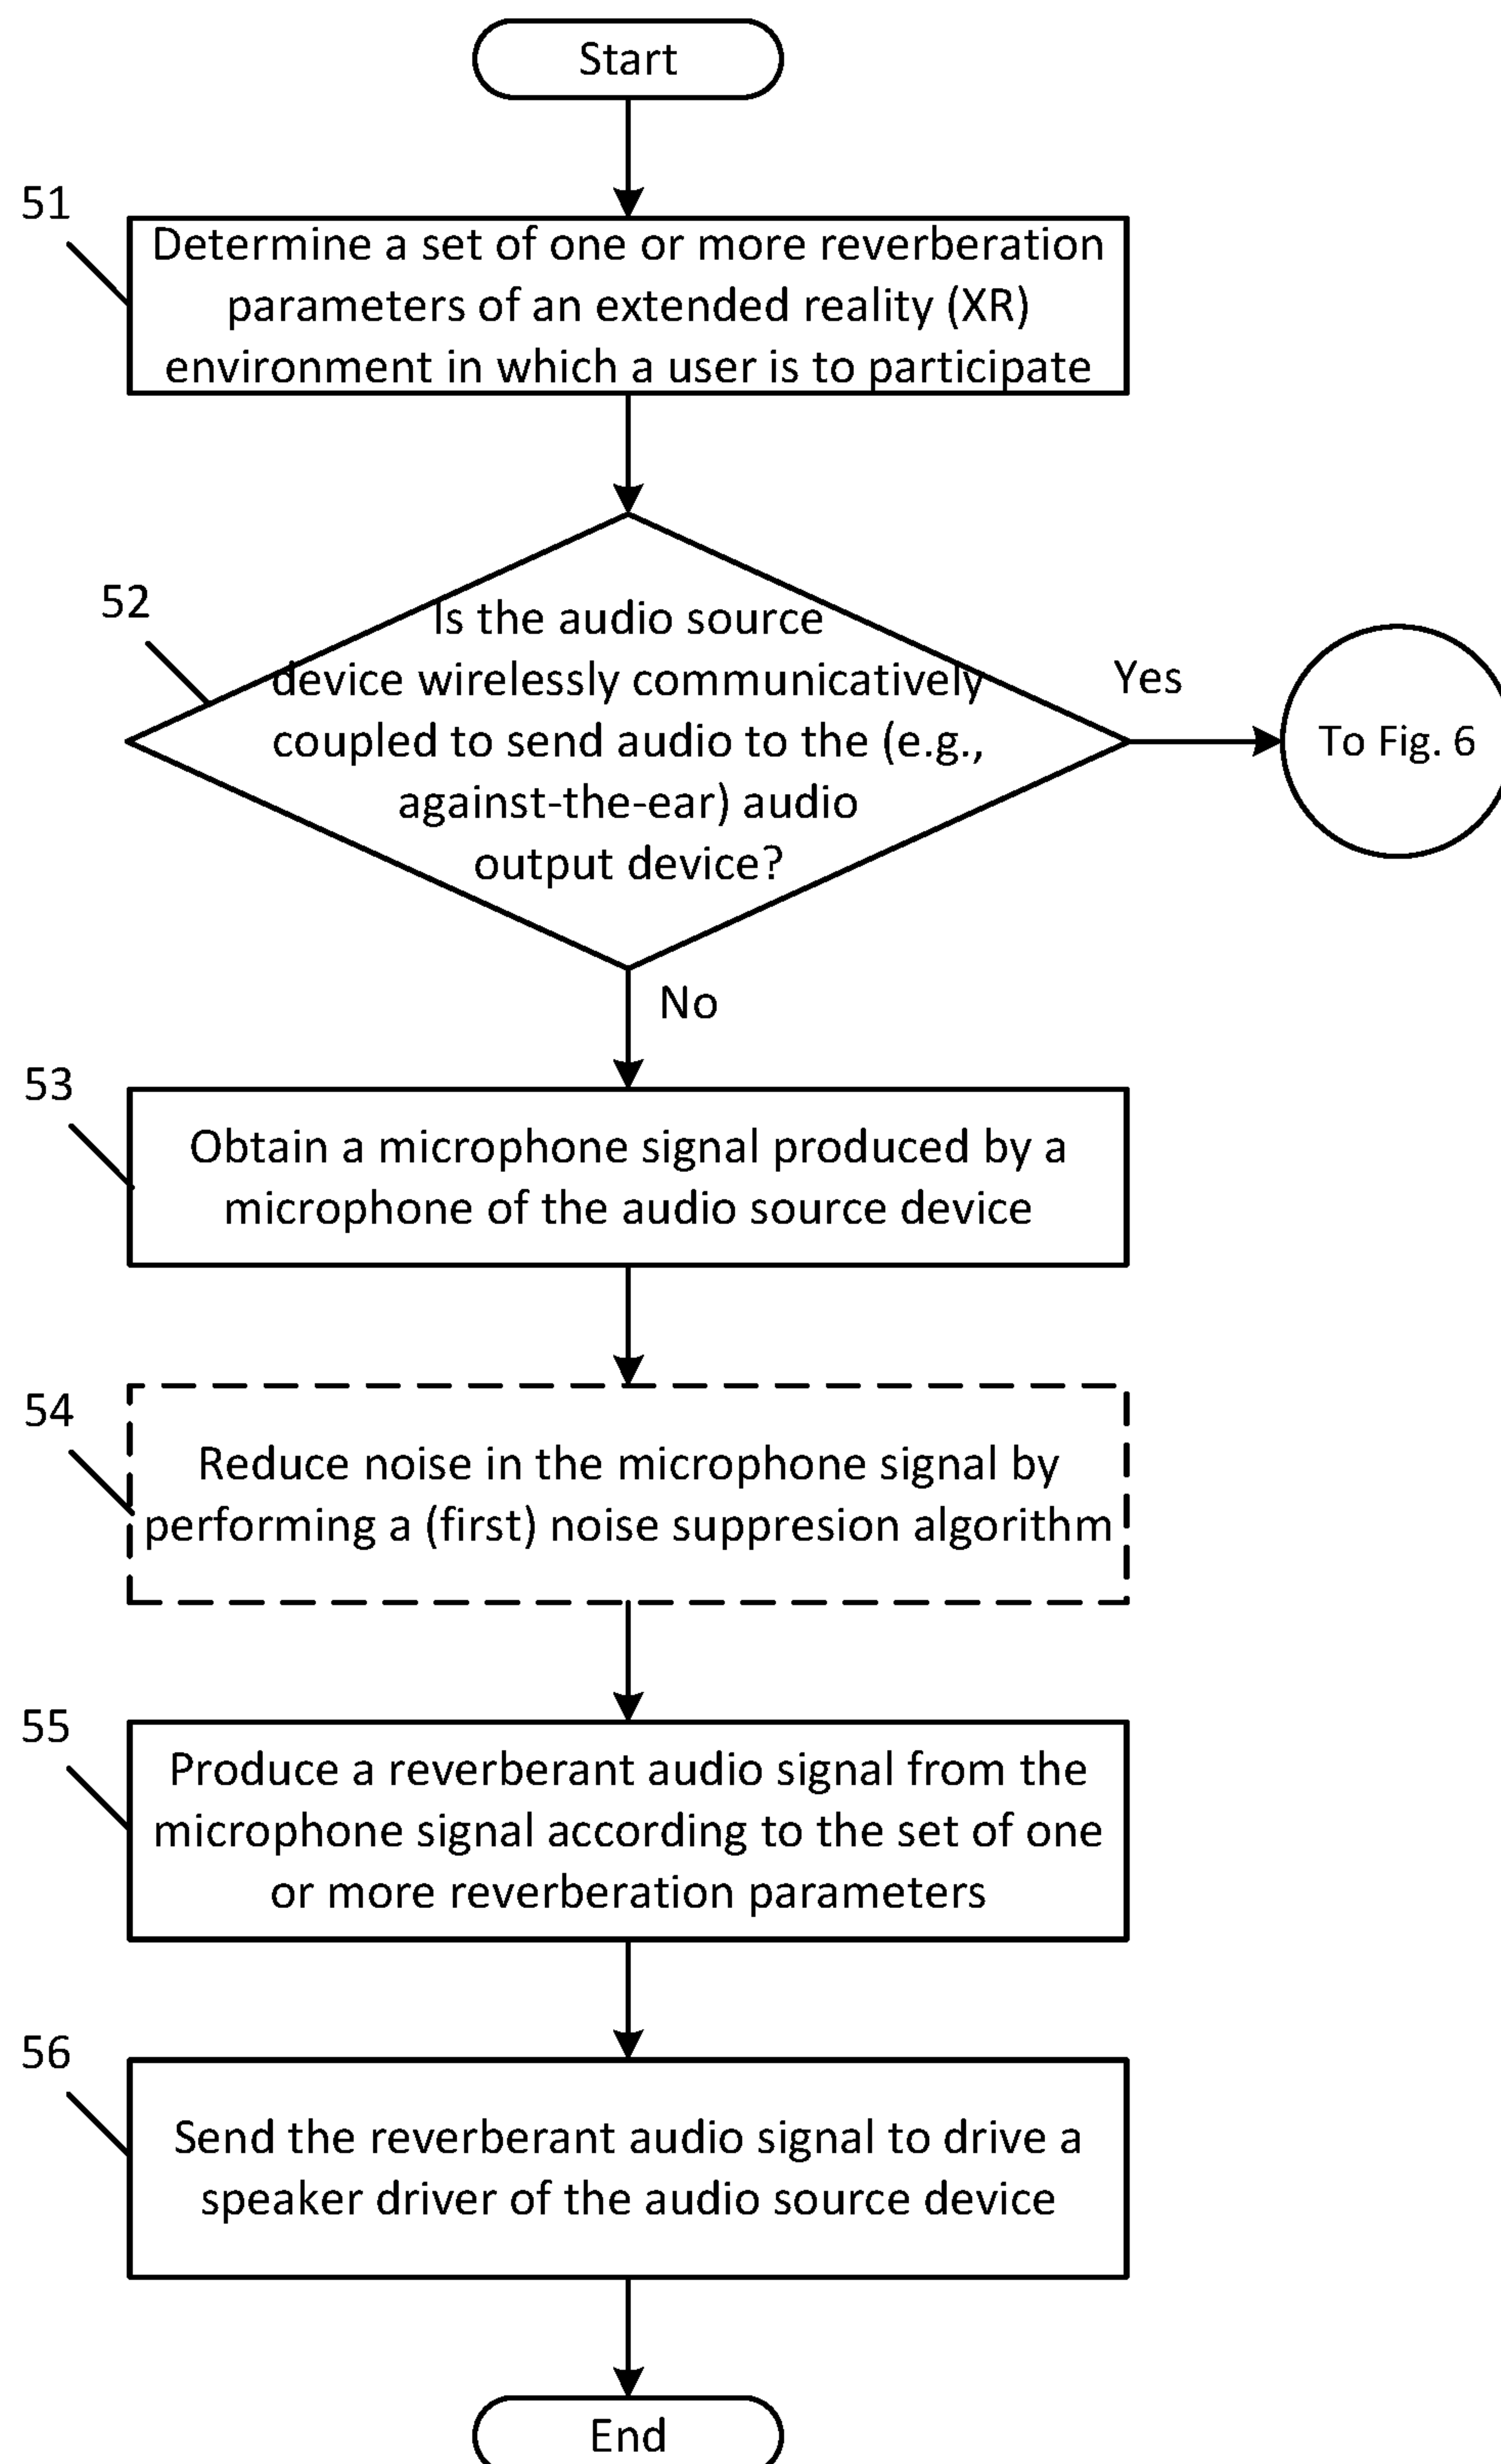 Start
51
Determine a set of one or more reverberation
parameters of an extended reality (XR)
environment in which a user is to participate
52
Is the audio source
device wirelessly communicatively
coupled to send audio to the (e.g.,
against-the-ear) audio
output device?
Yes
To Fig. 6
No
53
Obtain a microphone signal produced by a
microphone of the audio source device
54
Reduce noise in the microphone signal by
performing a (first) noise suppresion algorithm
55
Produce a reverberant audio signal from the
microphone signal according to the set of one
or more reverberation parameters
56
Send the reverberant audio signal to drive a
speaker driver of the audio source device
End